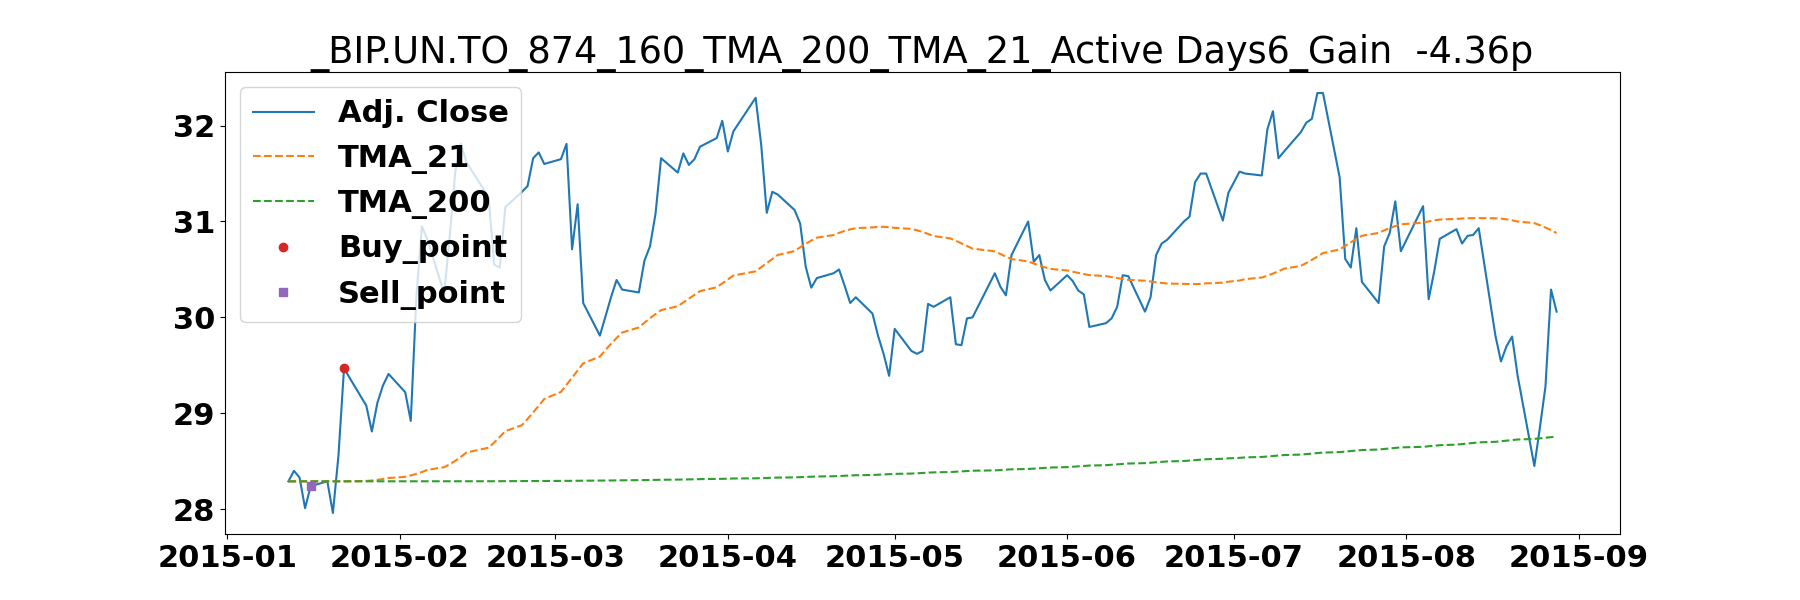 _BIP.UN.TO_874_160_TMA_200_TMA_21_Active Days6_Gain  -4.36p
Adj. Close
TMA_21
TMA_200
Buy_point
Sell_point
32
31
30
29
28
2015-01 2015-02 2015-03 2015-04 2015-05 2015-06 2015-07 2015-08 2015-09